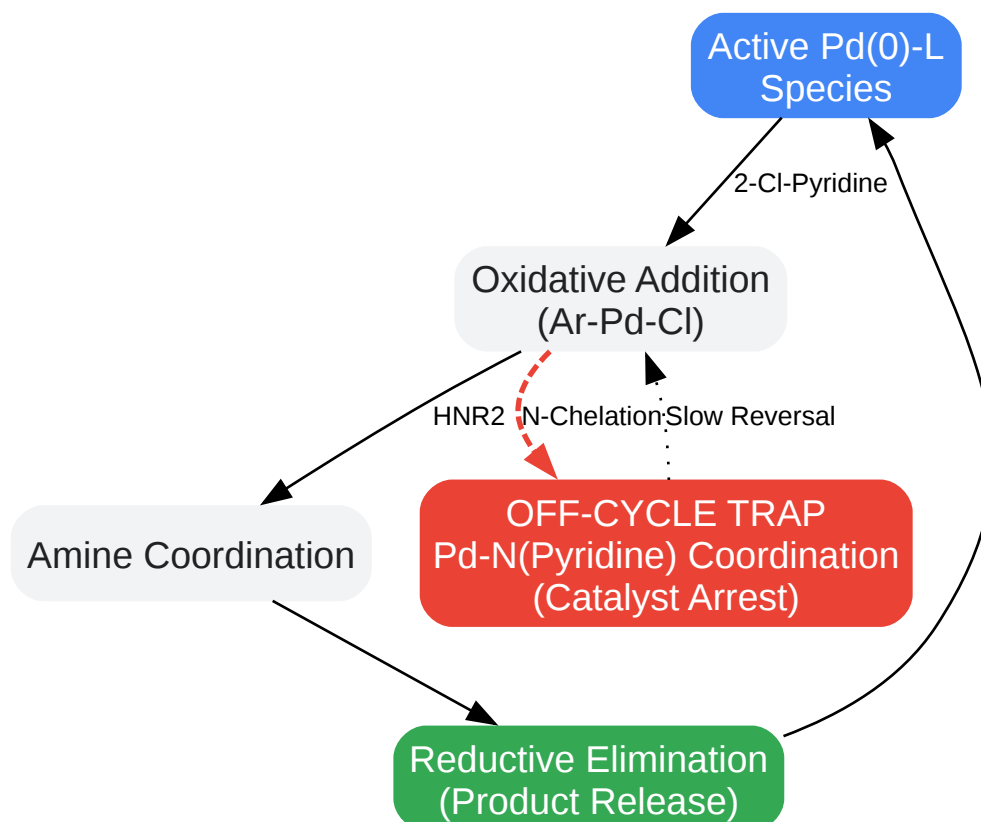 Active Pd(0)-L
Species
2-Cl-Pyridine
Oxidative Addition
(Ar-Pd-Cl)
HNR2
N-Chelation
Slow Reversal
OFF-CYCLE TRAP
Pd-N(Pyridine) Coordination
(Catalyst Arrest)
Amine Coordination
Reductive Elimination
(Product Release)